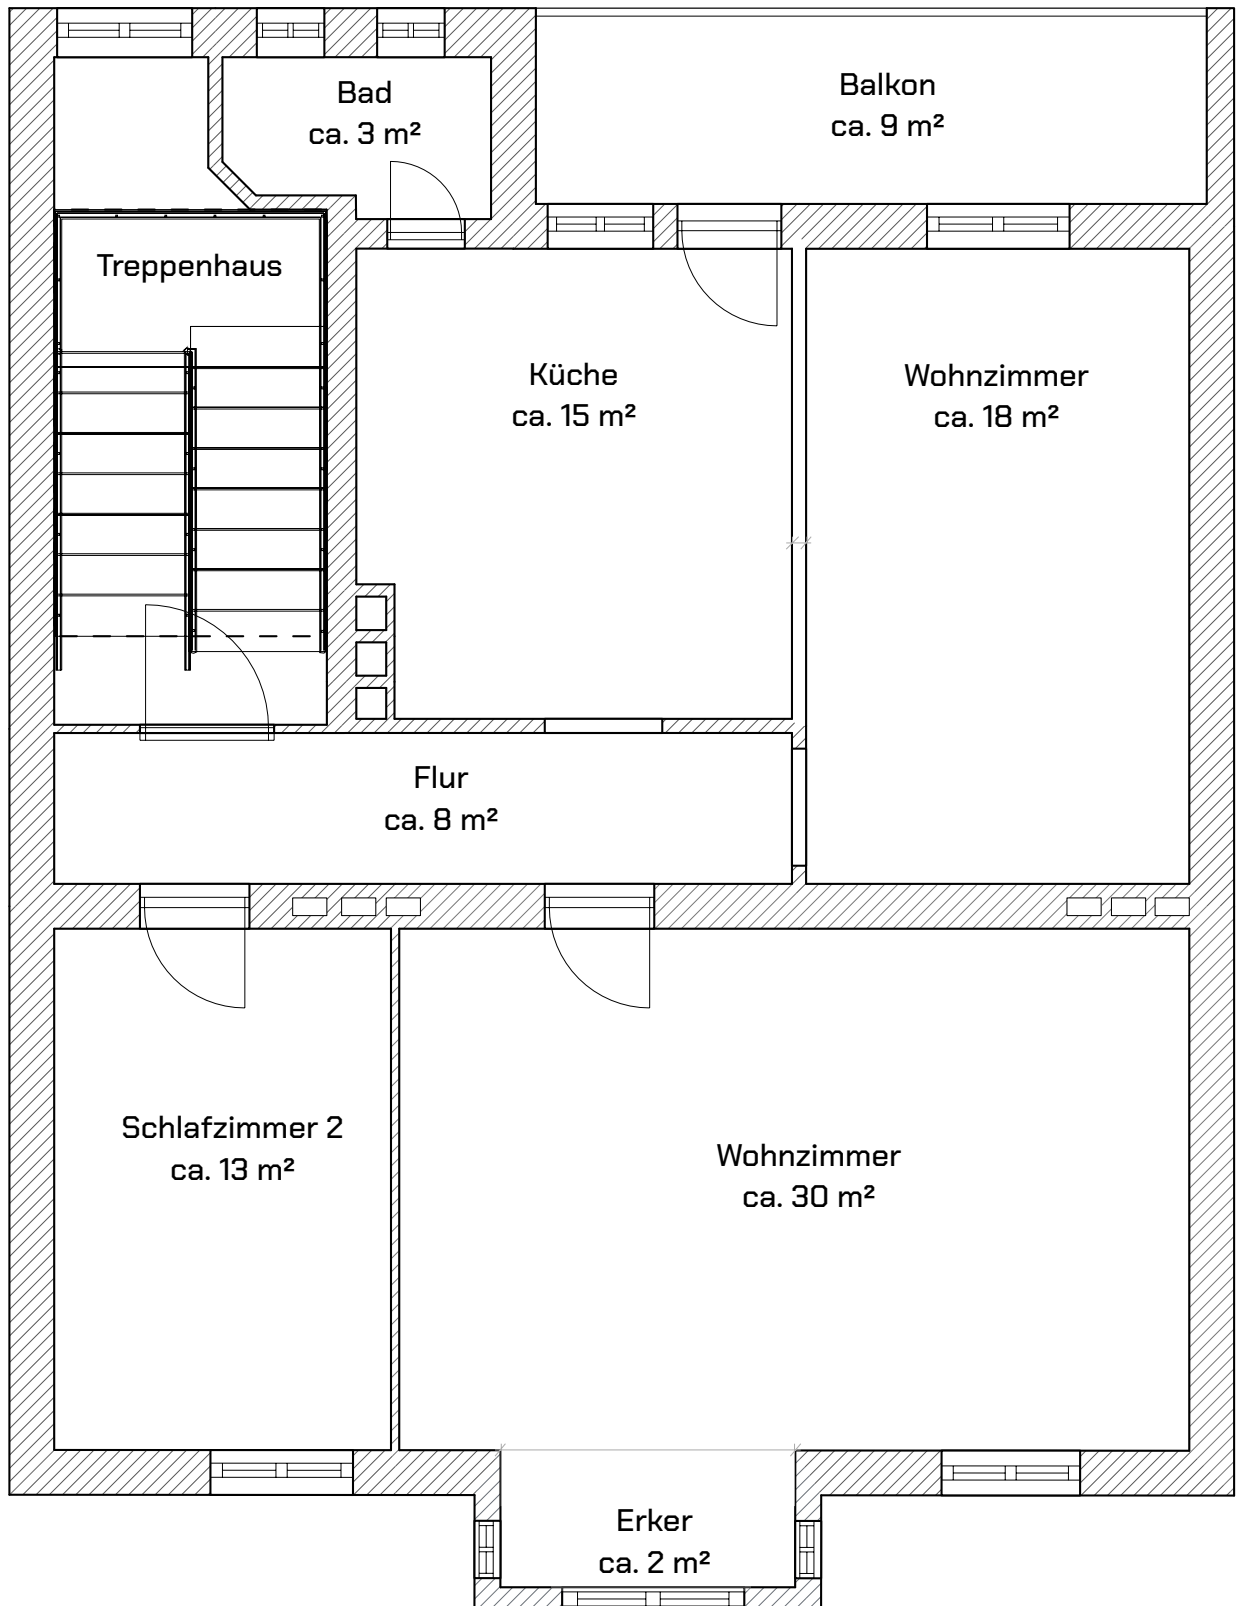 Bad
ca. 3 m²
Balkon
ca. 9 m²
Treppenhaus
Küche
ca. 15 m²
Wohnzimmer
ca. 18 m²
Flur
ca. 8 m²
Schlafzimmer 2
ca. 13 m²
Wohnzimmer
ca. 30 m²
Erker
ca. 2 m²